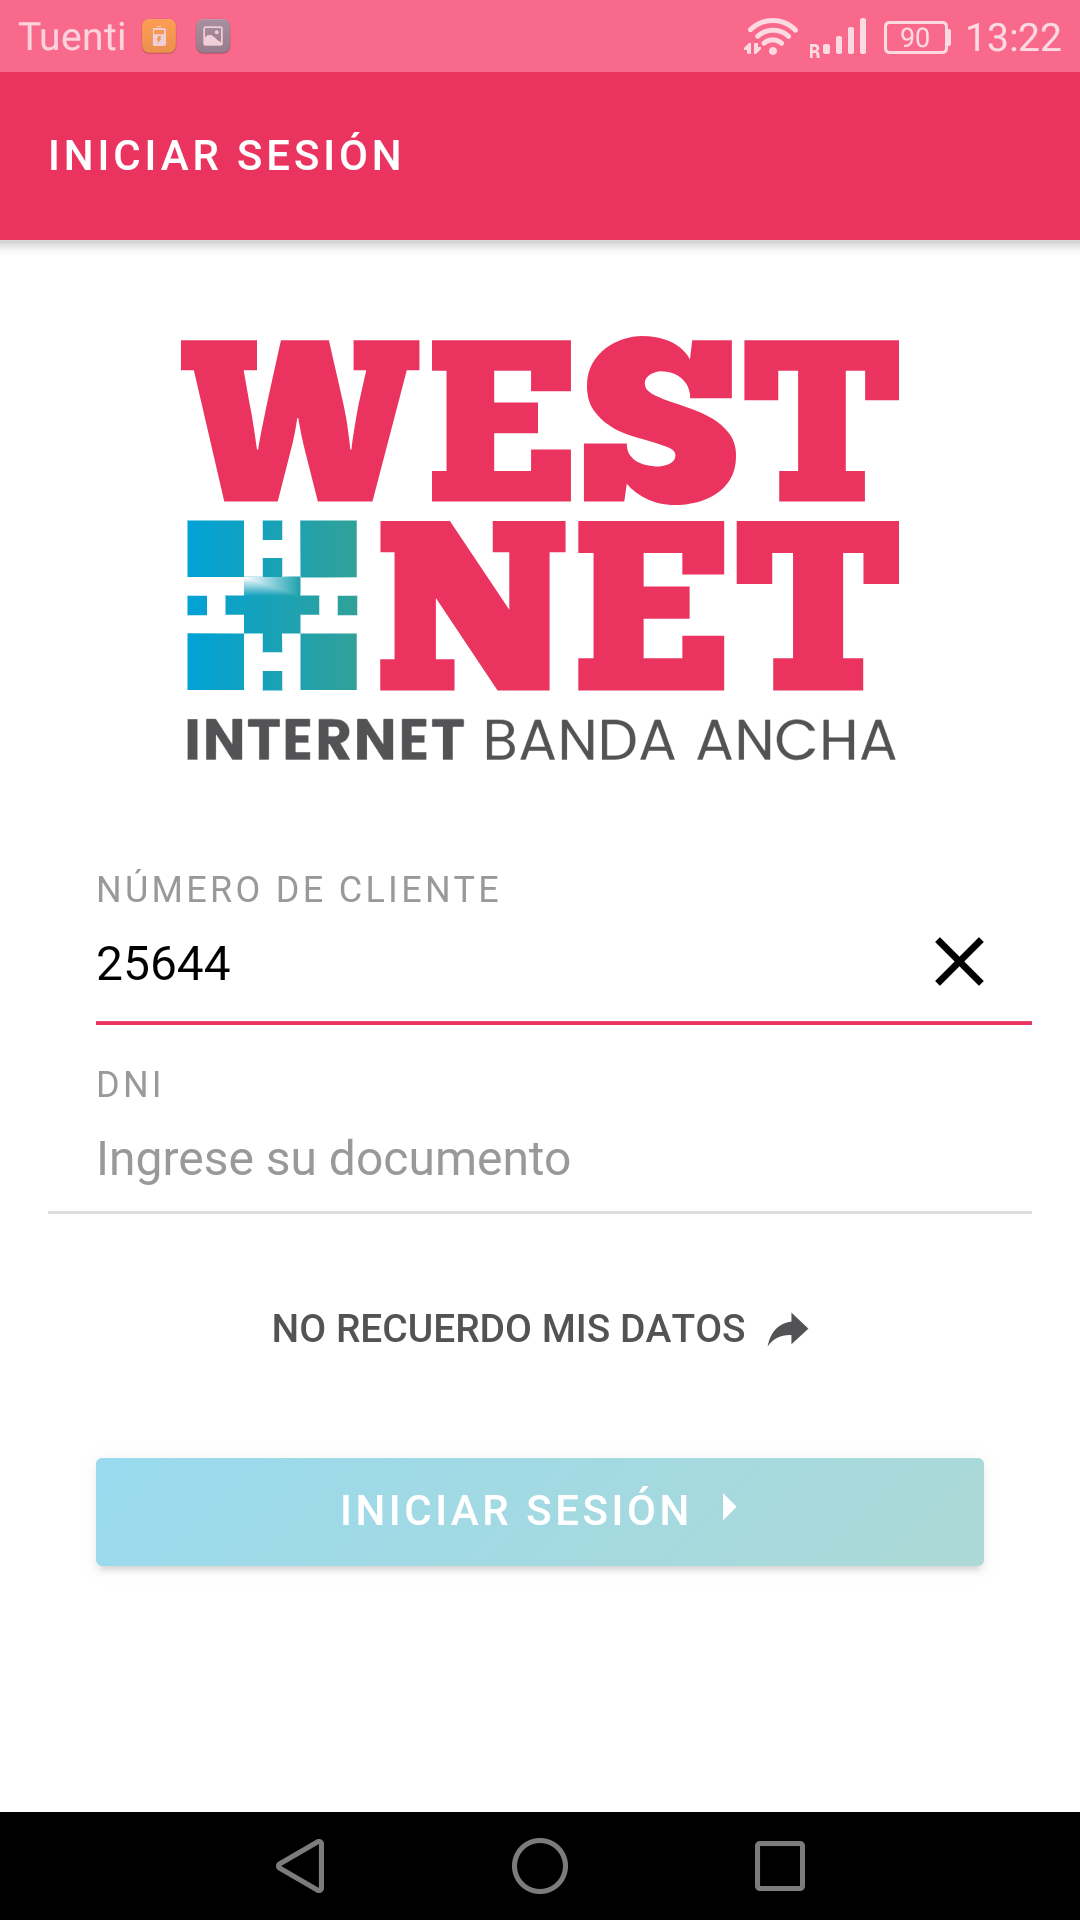 Tuenti R 90 13:22
INICIAR SESIÓN
WEST
NET
INTERNET BANDA ANCHA
NÚMERO DE CLIENTE
25644
DNI
Ingrese su documento
NO RECUERDO MIS DATOS
INICIAR SESIÓN